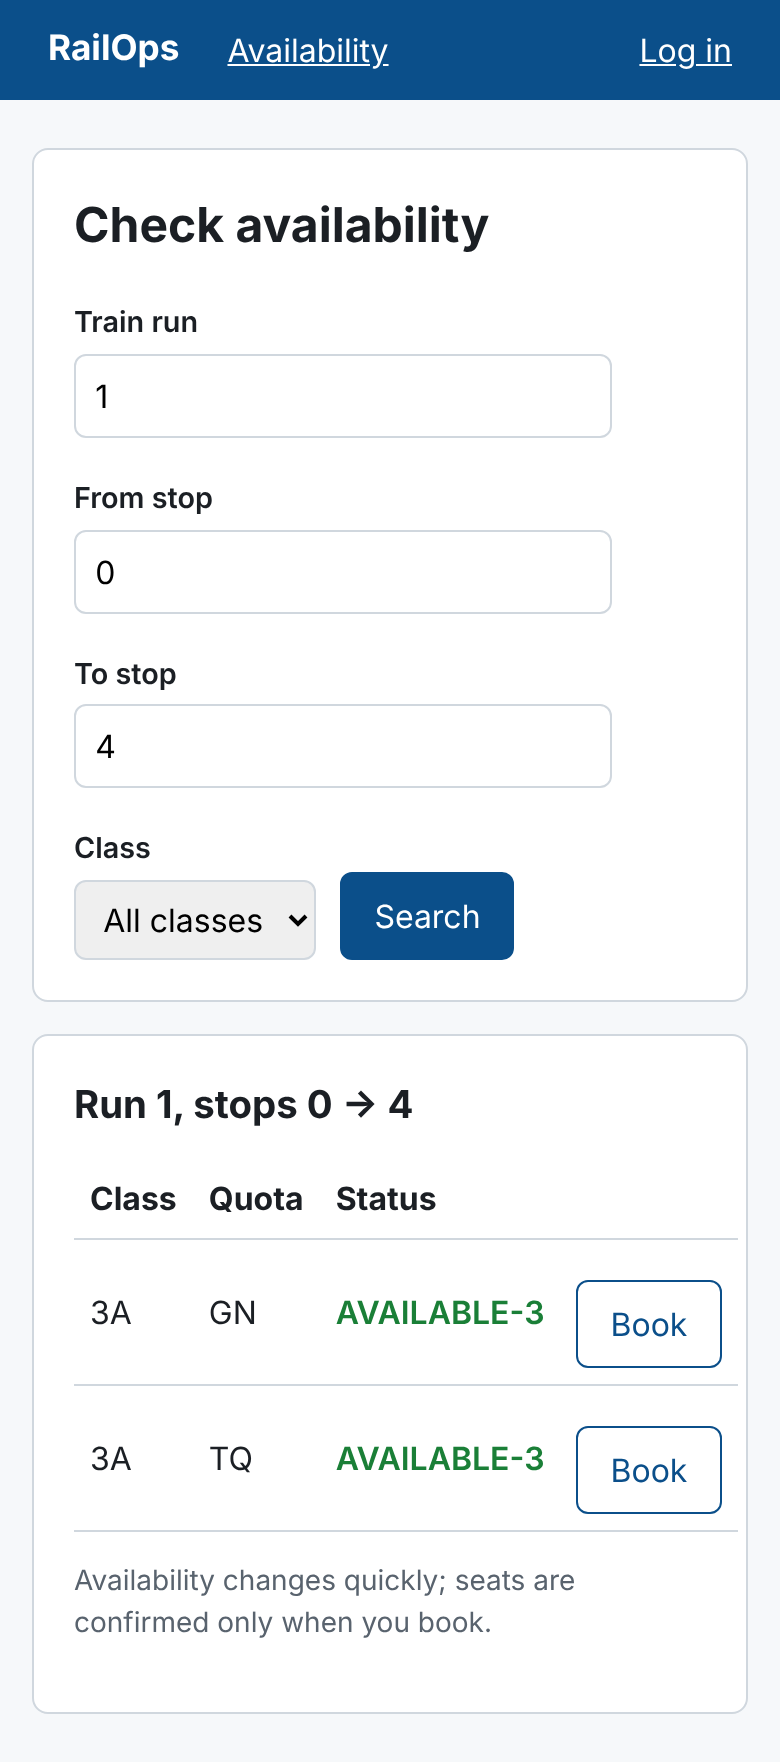 RailOps Availability Log in
Check availability
Train run
1
From stop
0
To stop
4
Class
All classes Search
Run 1, stops 0 → 4
Class Quota Status
3A GN AVAILABLE-3 Book
3A TQ AVAILABLE-3 Book
Availability changes quickly; seats are
confirmed only when you book.